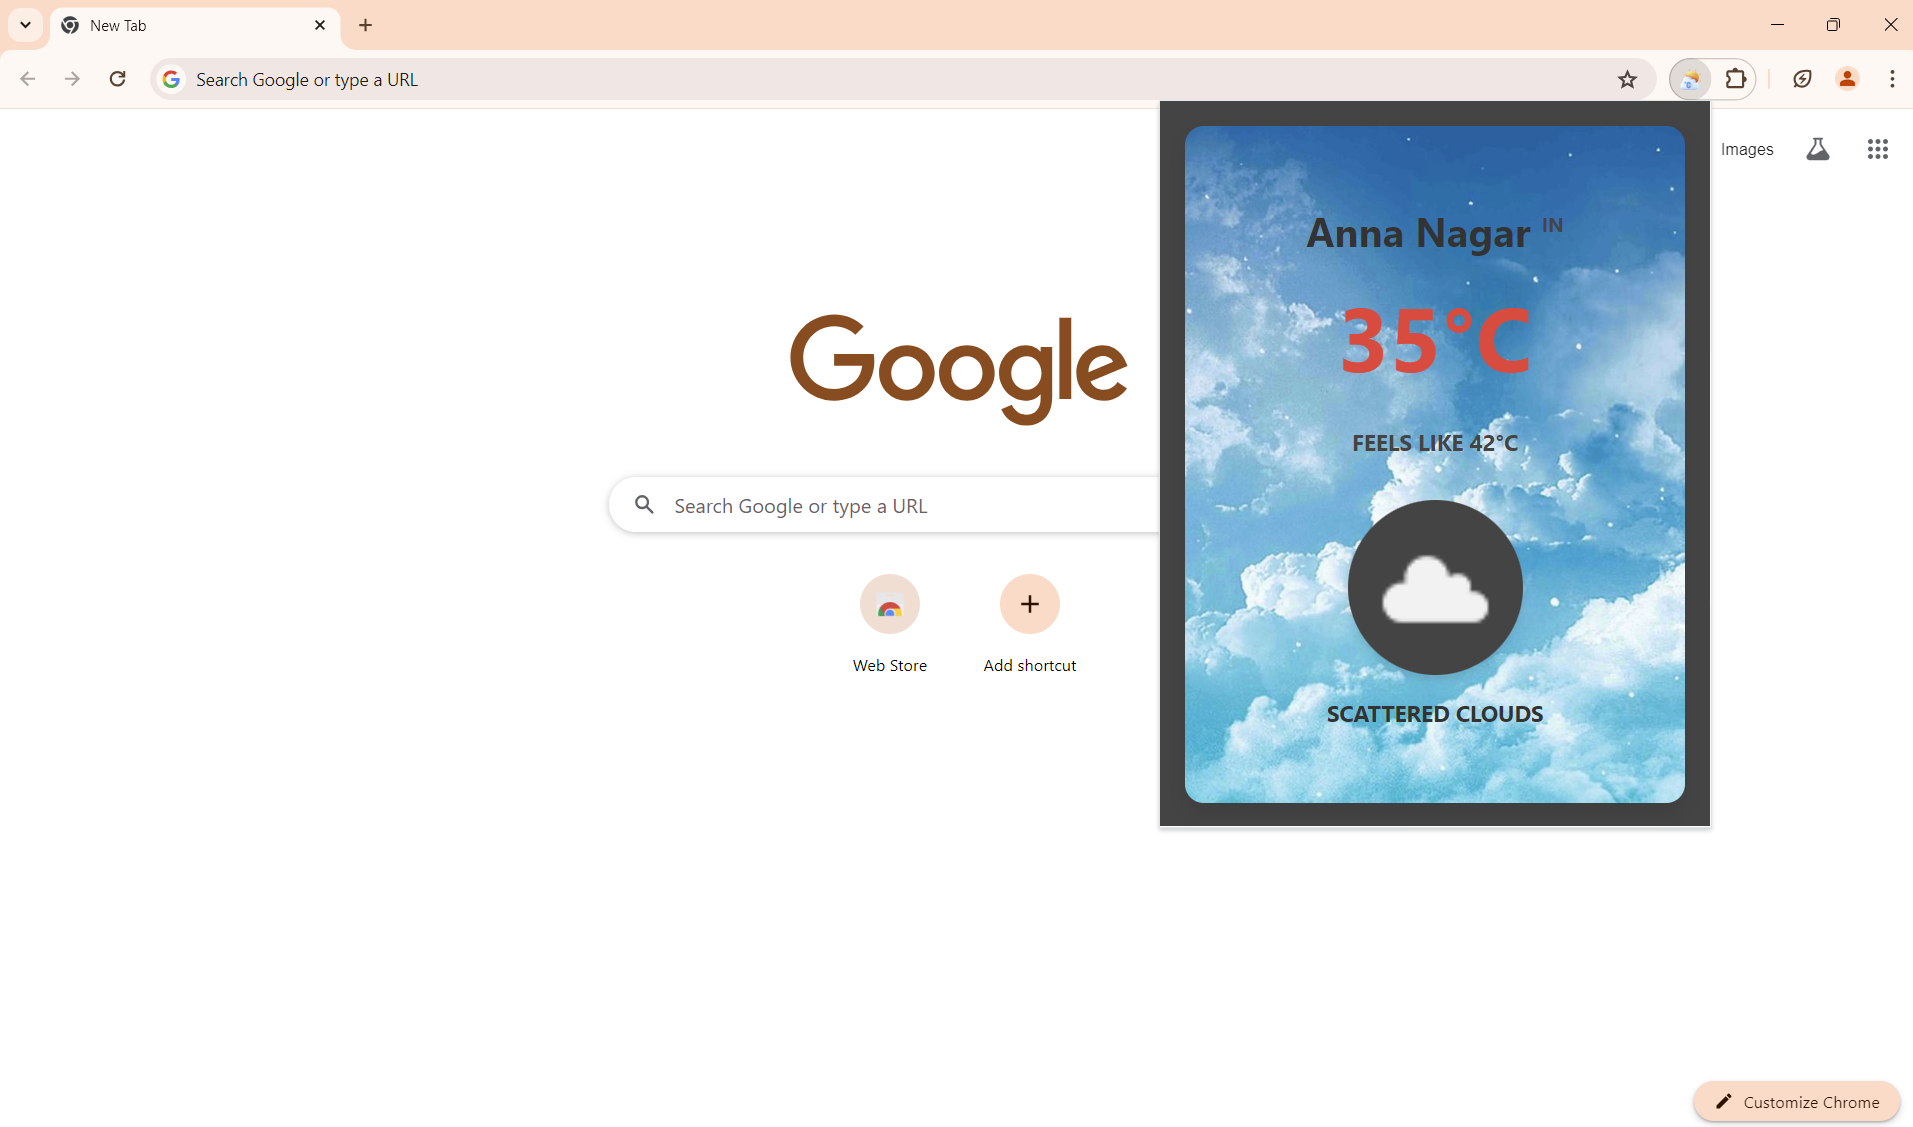 New Tab
Search Google or type a URL
Images
Anna Nagar IN
35°C
FEELS LIKE 42°C
SCATTERED CLOUDS
Google
Search Google or type a URL
Web Store
Add shortcut
Customize Chrome